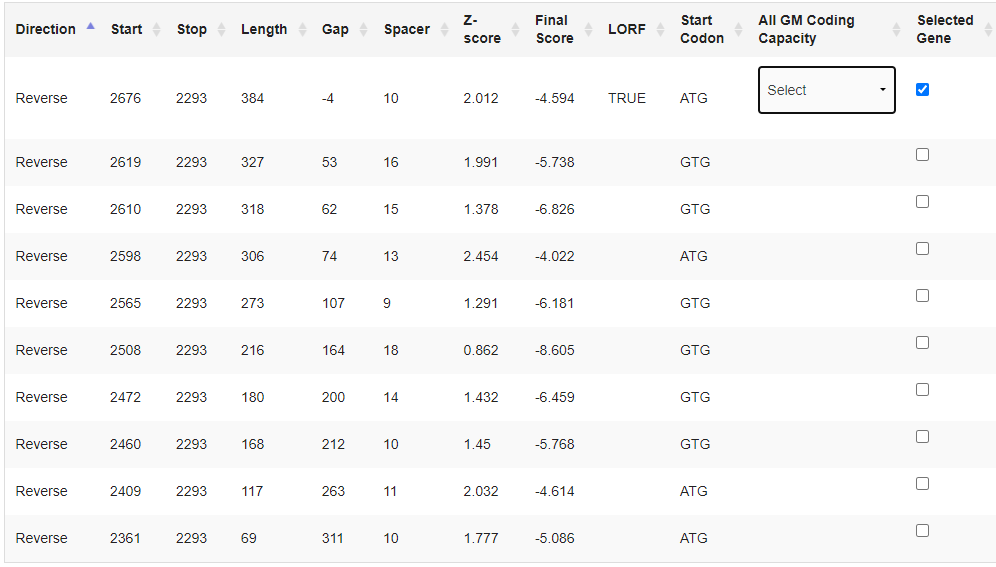 Direction Start Stop Length Gap Spacer Z-score Final Score LORF Start Codon All GM Coding Capacity Selected Gene
Reverse 2676 2293 384 -4 10 2.012 -4.594 TRUE ATG Select
Reverse 2619 2293 327 53 16 1.991 -5.738 GTG
Reverse 2610 2293 318 62 15 1.378 -6.826 GTG
Reverse 2598 2293 306 74 13 2.454 -4.022 ATG
Reverse 2565 2293 273 107 9 1.291 -6.181 GTG
Reverse 2508 2293 216 164 18 0.862 -8.605 GTG
Reverse 2472 2293 180 200 14 1.432 -6.459 GTG
Reverse 2460 2293 168 212 10 1.45 -5.768 GTG
Reverse 2409 2293 117 263 11 2.032 -4.614 ATG
Reverse 2361 2293 69 311 10 1.777 -5.086 ATG